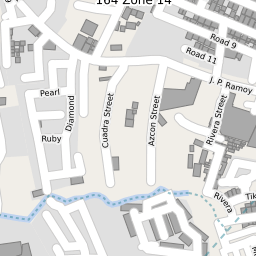 164 Zone 14
Road 9
Road 11
J. P. Ramoy
Pearl
Diamond
Cuadra Street
Azcon Street
Rivera Street
Ruby
Rivera
Tik